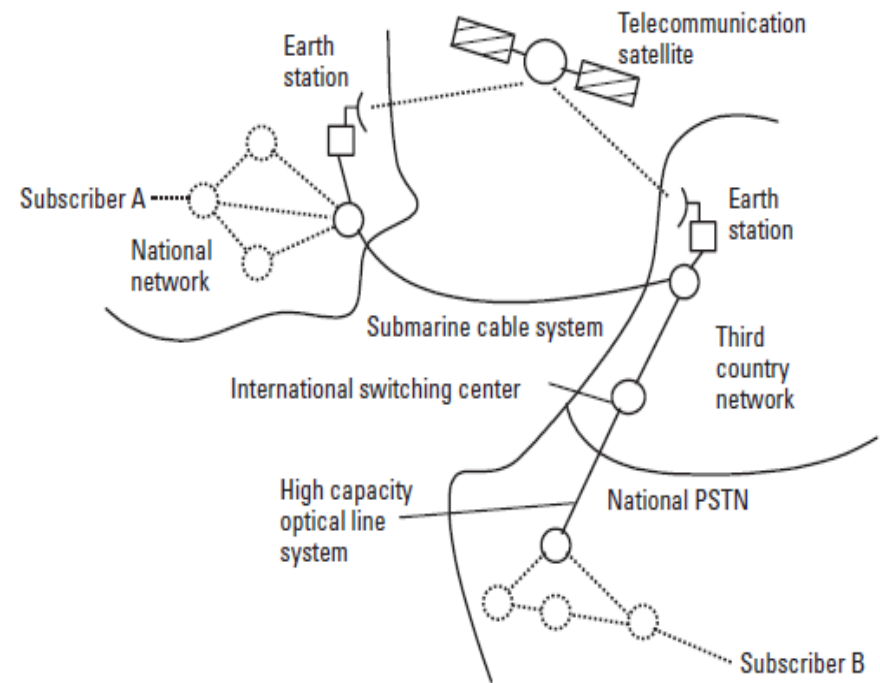 Telecommunication
satellite
Earth
station
Subscriber A
National
network
Earth
station
Submarine cable system
Third
country
network
International switching center
High capacity
optical line
system
National PSTN
Subscriber B